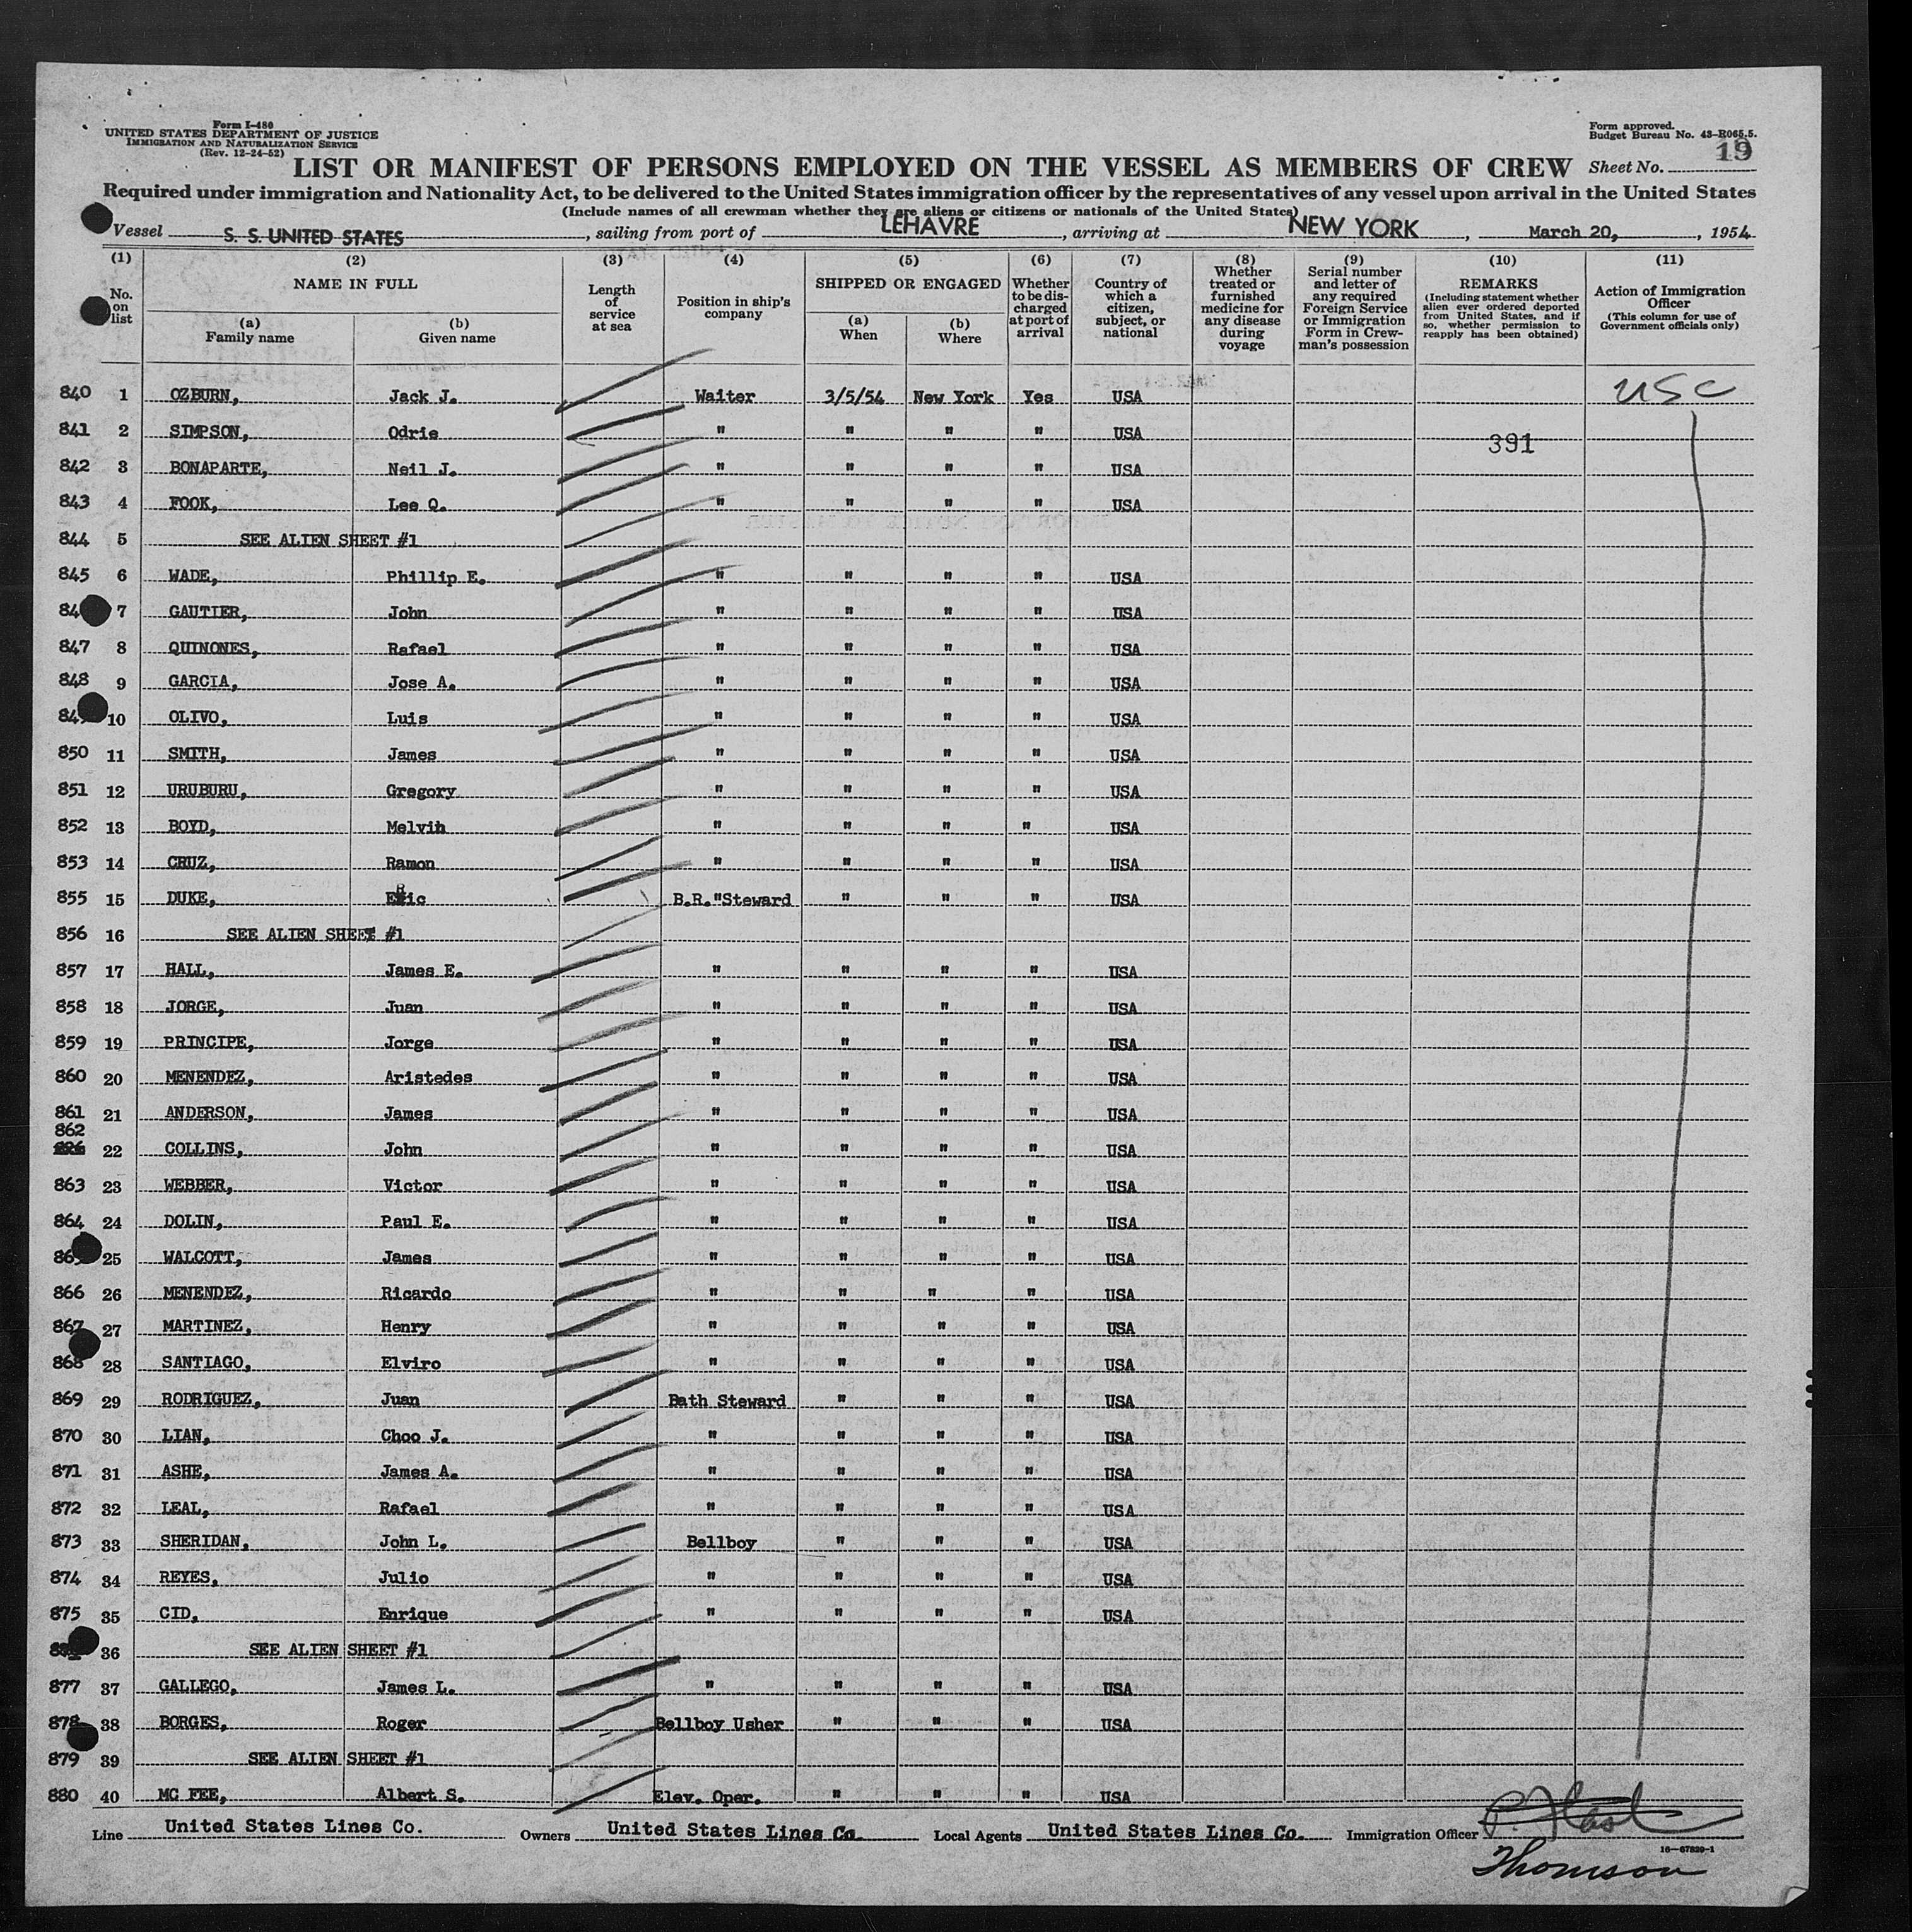 Form I-480
UNITED STATES DEPARTMENT OF JUSTICE
IMMIGRATION AND NATURALIZATION SERVICE
(Rev. 12-24-52)
Form approved.
Budget Bureau No. 43-R065.5.
LIST OR MANIFEST OF PERSONS EMPLOYED ON THE VESSEL AS MEMBERS OF CREW
Sheet No. 19
Required under immigration and Nationality Act, to be delivered to the United States immigration officer by the representatives of any vessel upon arrival in the United States
(Include names of all crewman whether they are aliens or citizens or nationals of the United States)
Vessel S. S. UNITED STATES, sailing from port of LEHAVRE, arriving at NEW YORK, March 20, 1954
(1) No. on list
(2) NAME IN FULL
(a) Family name
(b) Given name
(3) Length of service at sea
(4) Position in ship's company
(5) SHIPPED OR ENGAGED
(a) When
(b) Where
(6) Whether to be discharged at port of arrival
(7) Country of which a citizen, subject, or national
(8) Whether treated or furnished medicine for any disease during voyage
(9) Serial number and letter of any required Foreign Service or Immigration Form in Crewman's possession
(10) REMARKS (Including statement whether alien ever ordered deported from United States, and if so, whether permission to reapply has been obtained)
(11) Action of Immigration Officer (This column for use of Government officials only)
840 1 OZBURN, Jack J. Waiter 3/5/54 New York Yes USA USC
841 2 SIMPSON, Odrie " " " " USA 391
842 3 BONAPARTE, Neil J. " " " " USA
843 4 FOOK, Lee Q. " " " " USA
844 5 SEE ALIEN SHEET #1
845 6 WADE, Phillip E. " " " " USA
84 7 GAUTIER, John " " " " USA
847 8 QUINONES, Rafael " " " " USA
848 9 GARCIA, Jose A. " " " " USA
84 10 OLIVO, Luis " " " " USA
850 11 SMITH, James " " " " USA
851 12 URUBURU, Gregory " " " " USA
852 13 BOYD, Melvin " " " " USA
853 14 CRUZ, Ramon " " " " USA
855 15 DUKE, Eric B.R."Steward " " " USA
856 16 SEE ALIEN SHEET #1
857 17 HALL, James E. " " " " USA
858 18 JORGE, Juan " " " " USA
859 19 PRINCIPE, Jorge " " " " USA
860 20 MENENDEZ, Aristedes " " " " USA
861 21 ANDERSON, James " " " " USA
862 22 COLLINS, John " " " " USA
863 23 WEBBER, Victor " " " " USA
864 24 DOLIN, Paul E. " " " " USA
86 25 WALCOTT, James " " " " USA
866 26 MENENDEZ, Ricardo " " " " USA
867 27 MARTINEZ, Henry " " " " USA
868 28 SANTIAGO, Elviro " " " " USA
869 29 RODRIGUEZ, Juan Bath Steward " " " USA
870 30 LIAN, Choo J. " " " " USA
871 31 ASHE, James A. " " " " USA
872 32 LEAL, Rafael " " " " USA
873 33 SHERIDAN, John L. Bellboy " " " USA
874 34 REYES, Julio " " " " USA
875 35 CID, Enrique " " " " USA
36 SEE ALIEN SHEET #1
877 37 GALLEGO, James L. " " " " USA
878 38 BORGES, Roger Bellboy Usher " " " USA
879 39 SEE ALIEN SHEET #1
880 40 MC FEE, Albert S. Elev. Oper. " " " USA
Line United States Lines Co. Owners United States Lines Co. Local Agents United States Lines Co. Immigration Officer
16-67829-1
Thomson